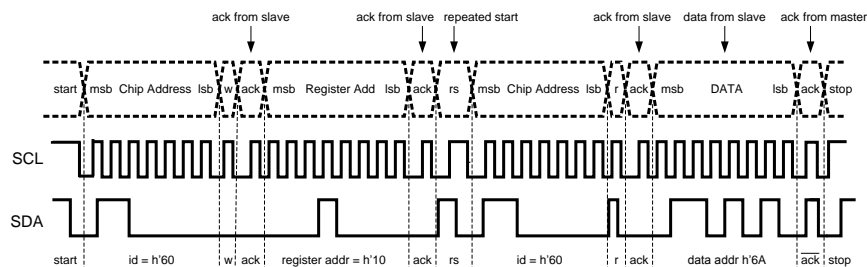 ack from slave ack from slave repeated start ack from slave data from slave ack from master
start msb Chip Address lsb w ack msb Register Add lsb ack rs msb Chip Address lsb r ack msb DATA lsb ack stop
SCL
SDA
start id = h'60 w ack register addr = h'10 ack rs id = h'60 r ack data addr h'6A ack stop